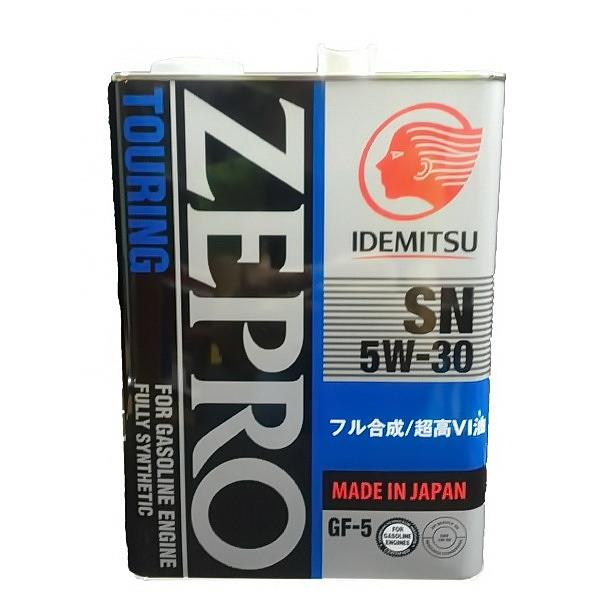 TOURING
ZEPRO
FOR GASOLINE ENGINE
FULLY SYNTHETIC
IDEMITSU
SN
5W-30
フル合成/超高VI油
MADE IN JAPAN
GF-5
FOR
GASOLINE
ENGINES